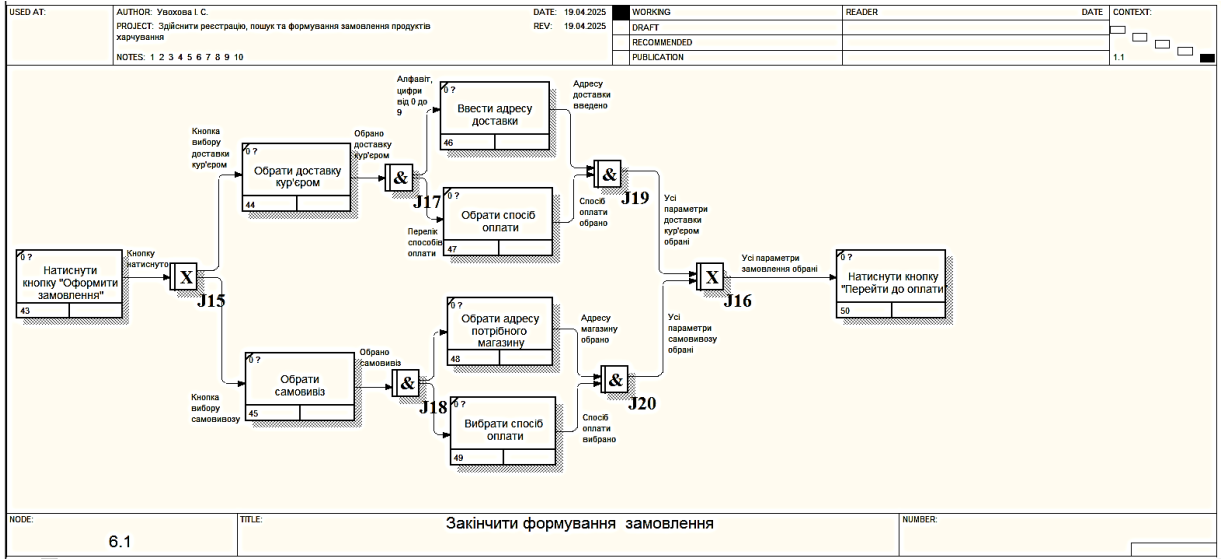 USED AT:
AUTHOR: Увохова І. С.
DATE: 19.04.2025
WORKING
READER
DATE
CONTEXT:
PROJECT: Здійснити реєстрацію, пошук та формування замовлення продуктів
харчування
REV: 19.04.2025
DRAFT
RECOMMENDED
NOTES: 1 2 3 4 5 6 7 8 9 10
PUBLICATION
1.1
Алфавіт,
цифри
від 0 до
9
0 ?
Ввести адресу
доставки
46
Адресу
доставки
введено
Кнопка
вибору
доставки
кур'єром
0 ?
Обрати доставку
кур'єром
44
Обрано
доставку
кур'єром
&
J17
&
J19
Перелік
способів
оплати
0 ?
Обрати спосіб
оплати
47
Спосіб
оплати
обрано
Усі
параметри
доставки
кур'єром
обрані
0 ?
Натиснути
кнопку "Оформити
замовлення"
43
Кнопку
натиснуто
X
J15
X
J16
Усі параметри
замовлення обрані
0 ?
Натиснути кнопку
"Перейти до оплати
50
0 ?
Обрати адресу
потрібного
магазину
48
Адресу
магазину
обрано
Усі
параметри
самовивозу
обрані
Кнопка
вибору
самовивозу
0 ?
Обрати
самовивіз
45
Обрано
самовивіз
&
J18
&
J20
0 ?
Вибрати спосіб
оплати
49
Спосіб
оплати
вибрано
NODE:
6.1
TITLE:
Закінчити формування замовлення
NUMBER: